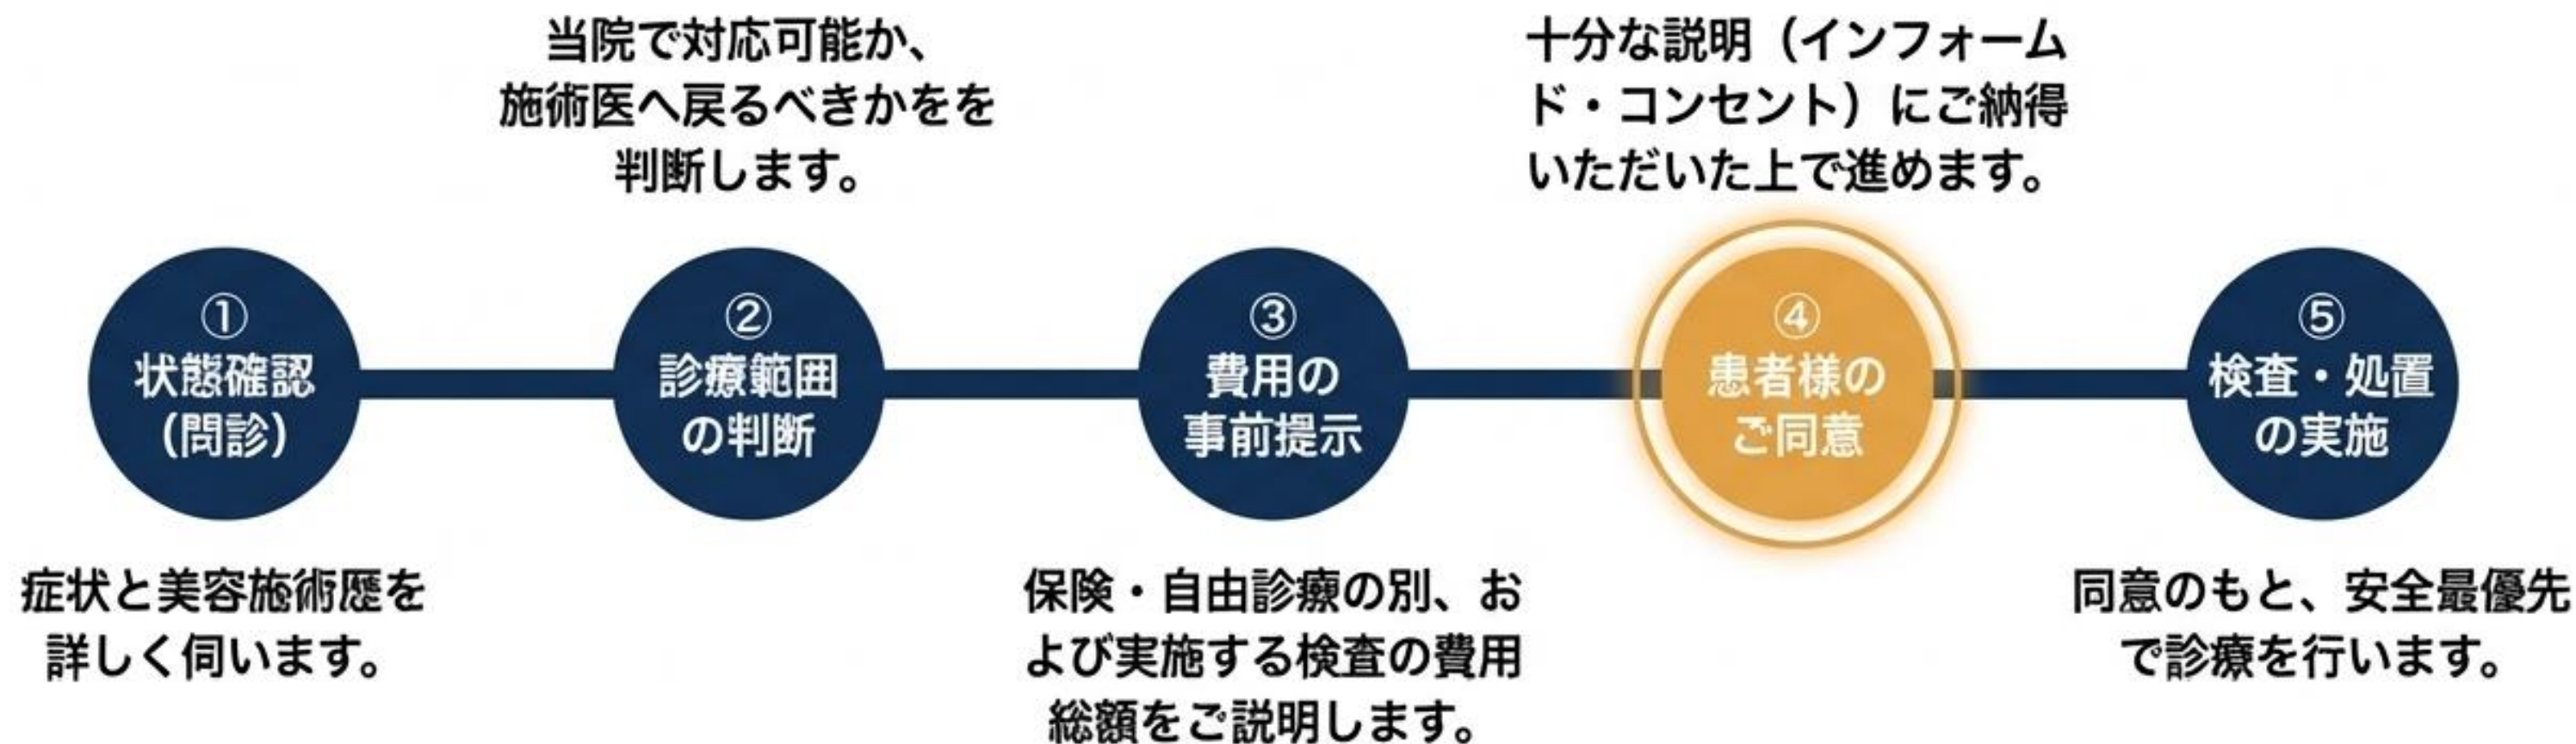 ①
状態確認
(問診)
症状と美容施術歴を
詳しく伺います。
当院で対応可能か、
施術医へ戻るべきかをを
判断します。
②
診療範囲
の判断
③
費用の
事前提示
保険・自由診療の別、お
よび実施する検査の費用
総額をご説明します。
十分な説明（インフォーム
ド・コンセント）にご納得
いただいた上で進めます。
④
患者様の
ご同意
⑤
検査・処置
の実施
同意のもと、安全最優先
で診療を行います。